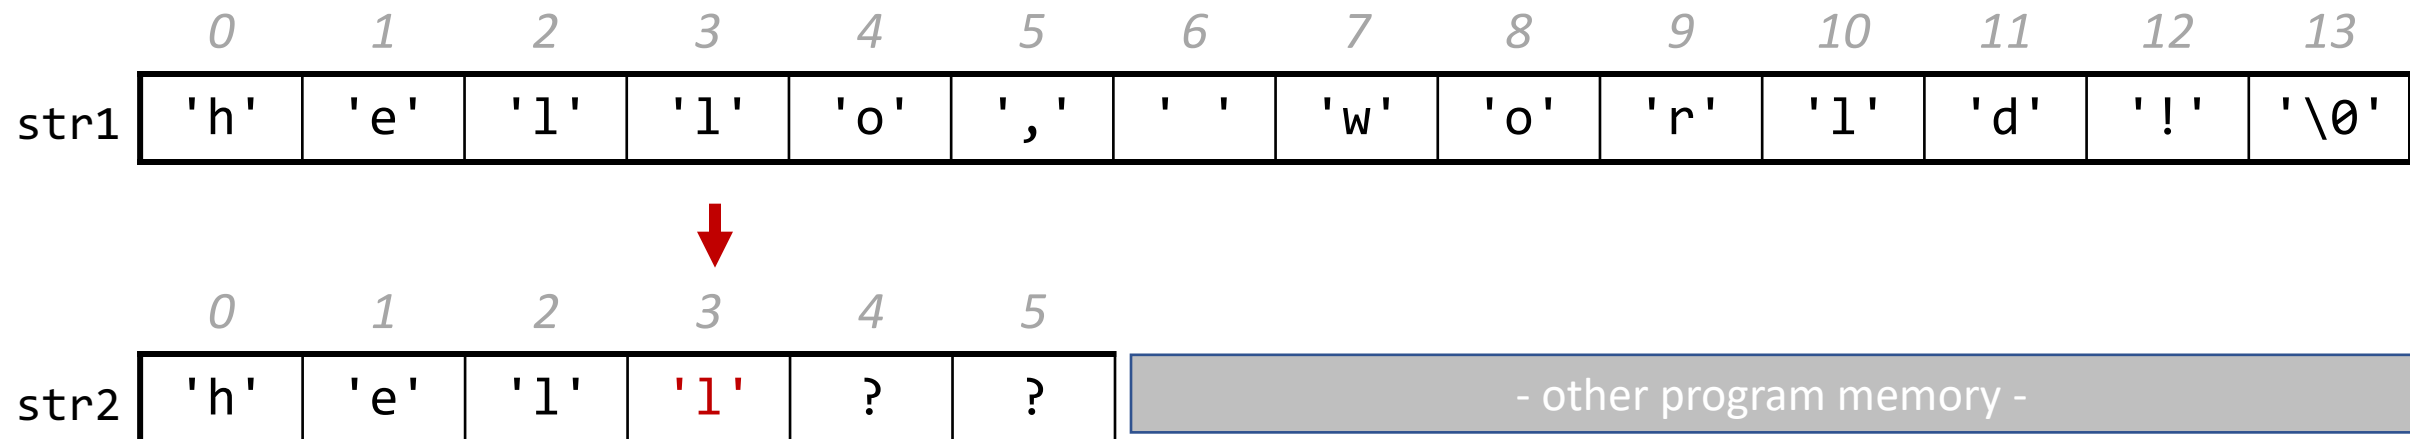 0 1 2 3 4 5 6 7 8 9 10 11 12 13
str1 'h' 'e' 'l' 'l' 'o' ',' ' ' 'w' 'o' 'r' 'l' 'd' '!' '\0'
0 1 2 3 4 5
str2 'h' 'e' 'l' 'l' ? ? - other program memory -